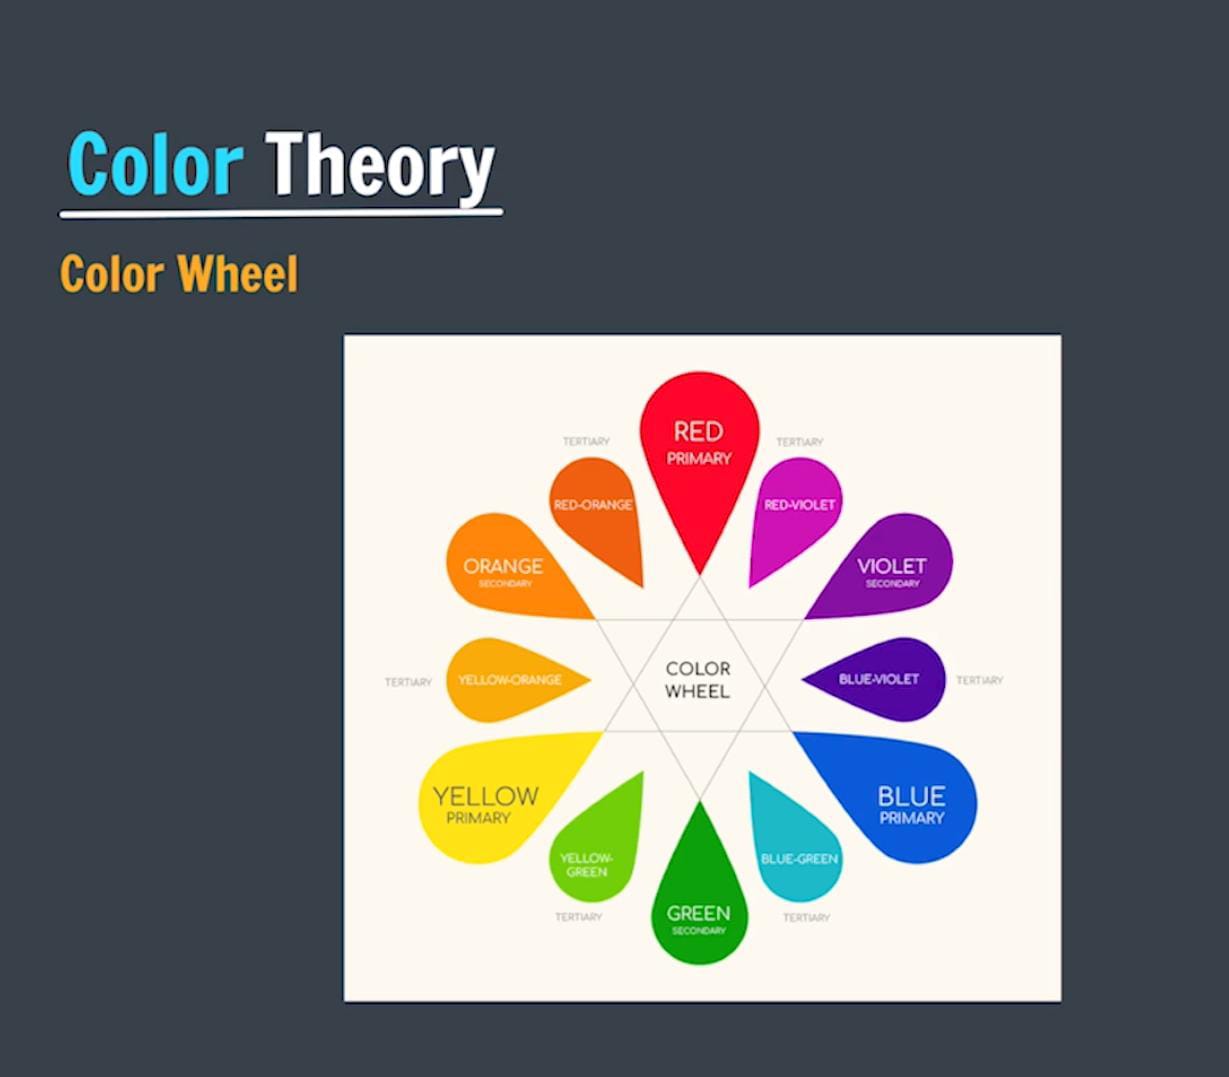 Color Theory
Color Wheel
RED
PRIMARY
TERTIARY
TERTIARY
RED-ORANGE
RED-VIOLET
ORANGE
SECONDARY
VIOLET
SECONDARY
COLOR
WHEEL
TERTIARY
YELLOW-ORANGE
BLUE-VIOLET
TERTIARY
YELLOW
PRIMARY
BLUE
PRIMARY
YELLOW-
GREEN
BLUE-GREEN
TERTIARY
GREEN
SECONDARY
TERTIARY